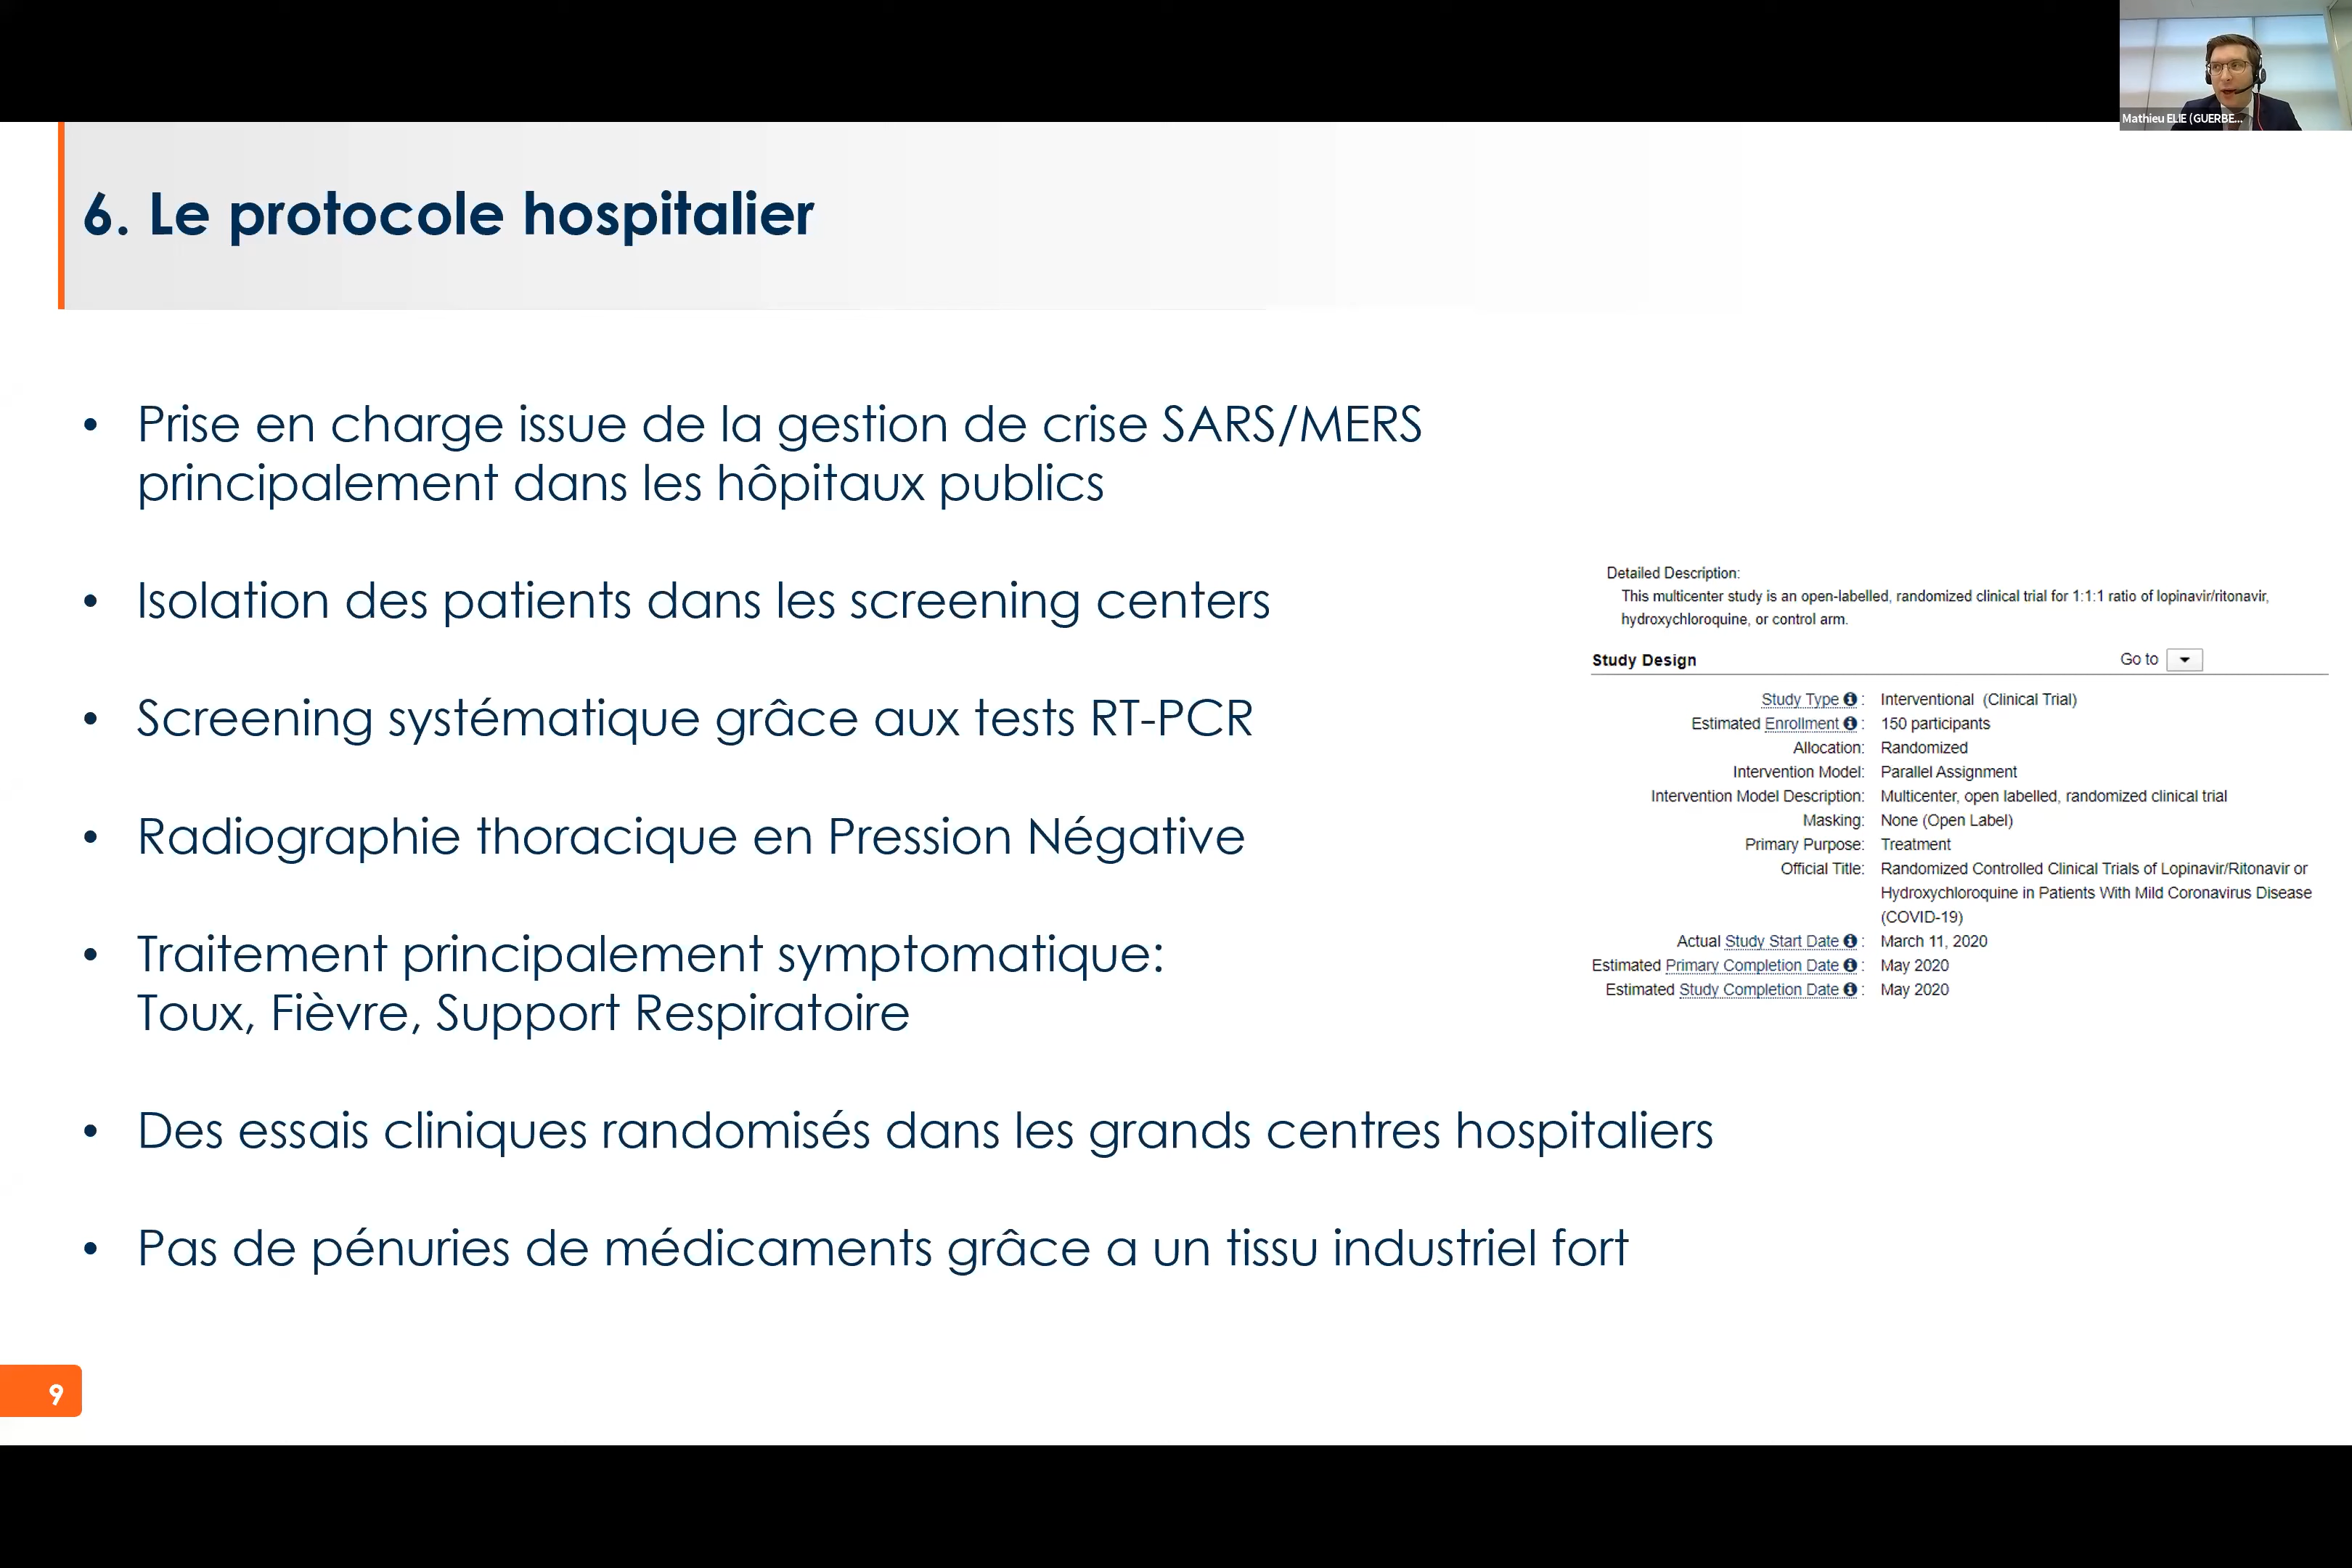 Mathieu ELIE (GUERBE...
6. Le protocole hospitalier
• Prise en charge issue de la gestion de crise SARS/MERS
principalement dans les hôpitaux publics
• Isolation des patients dans les screening centers
• Screening systématique grâce aux tests RT-PCR
• Radiographie thoracique en Pression Négative
• Traitement principalement symptomatique:
Toux, Fièvre, Support Respiratoire
• Des essais cliniques randomisés dans les grands centres hospitaliers
• Pas de pénuries de médicaments grâce a un tissu industriel fort
Detailed Description:
This multicenter study is an open-labelled, randomized clinical trial for 1:1:1 ratio of lopinavir/ritonavir,
hydroxychloroquine, or control arm.
Study Design Go to
Study Type : Interventional (Clinical Trial)
Estimated Enrollment : 150 participants
Allocation: Randomized
Intervention Model: Parallel Assignment
Intervention Model Description: Multicenter, open labelled, randomized clinical trial
Masking: None (Open Label)
Primary Purpose: Treatment
Official Title: Randomized Controlled Clinical Trials of Lopinavir/Ritonavir or
Hydroxychloroquine in Patients With Mild Coronavirus Disease
(COVID-19)
Actual Study Start Date : March 11, 2020
Estimated Primary Completion Date : May 2020
Estimated Study Completion Date : May 2020
9